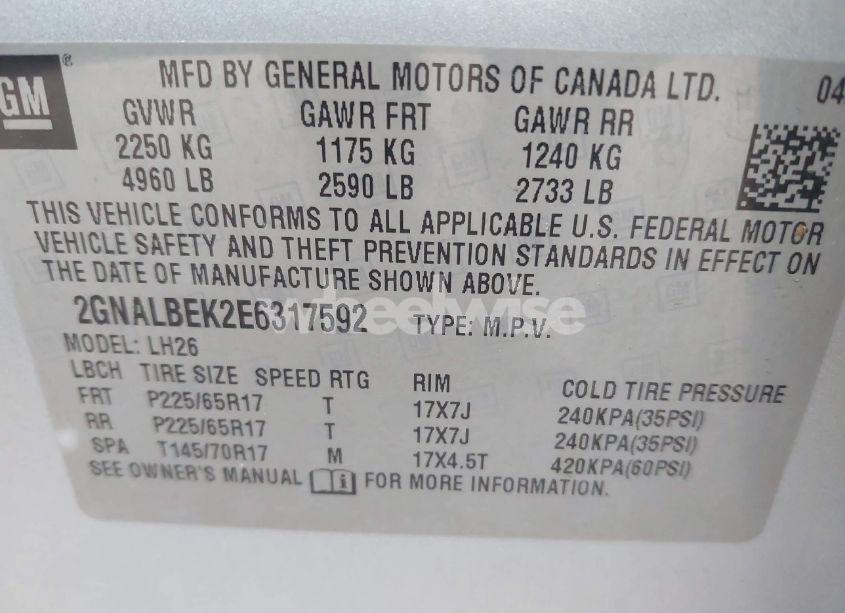 GM ®
MFD BY GENERAL MOTORS OF CANADA LTD. 04
GVWR GAWR FRT GAWR RR
2250 KG 1175 KG 1240 KG
4960 LB 2590 LB 2733 LB
THIS VEHICLE CONFORMS TO ALL APPLICABLE U.S. FEDERAL MOTOR
VEHICLE SAFETY AND THEFT PREVENTION STANDARDS IN EFFECT ON
THE DATE OF MANUFACTURE SHOWN ABOVE.
2GNALBEK2E6317592 TYPE: M.P.V.
wheelwise
MODEL: LH26
LBCH TIRE SIZE SPEED RTG RIM COLD TIRE PRESSURE
FRT P225/65R17 T 17X7J 240KPA(35PSI)
RR P225/65R17 T 17X7J 240KPA(35PSI)
SPA T145/70R17 M 17X4.5T 420KPA(60PSI)
SEE OWNER'S MANUAL i FOR MORE INFORMATION.